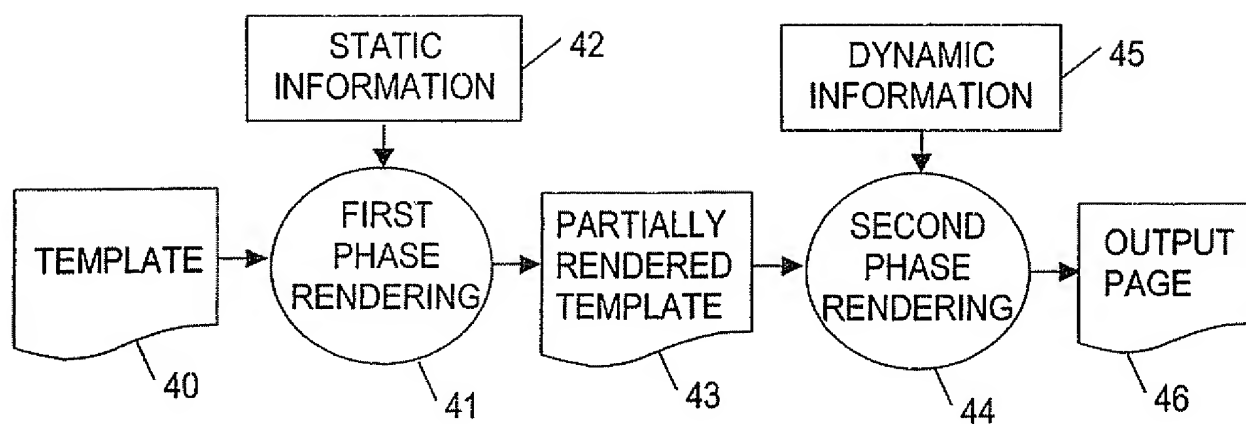 STATIC
INFORMATION
42
DYNAMIC
INFORMATION
45
TEMPLATE
40
FIRST
PHASE
RENDERING
41
PARTIALLY
RENDERED
TEMPLATE
43
SECOND
PHASE
RENDERING
44
OUTPUT
PAGE
46